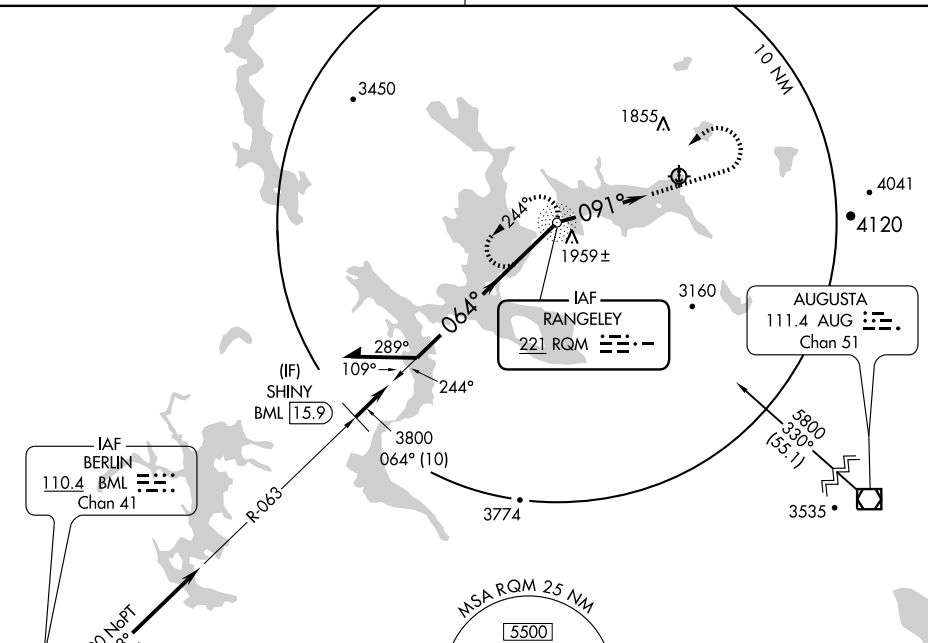 10 NM
3450
1855
4041
4120
244°
091°
1959±
064°
IAF
RANGELEY
221 RQM
3160
AUGUSTA
111.4 AUG
Chan 51
289°
109°
244°
(IF)
SHINY
BML 15.9
3800
064° (10)
5800
330°
(55.1)
IAF
BERLIN
110.4 BML
Chan 41
R-063
3774
3535
NoPT
MSA RQM 25 NM
5500